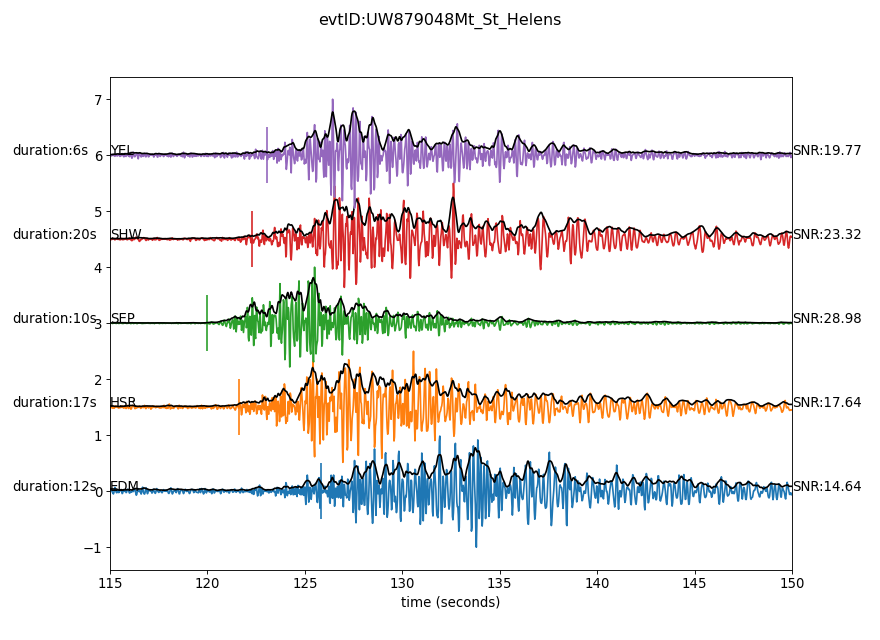 evtID:UW879048Mt_St_Helens
7
duration:6s YEL 6 SNR:19.77
5
duration:20s SHW SNR:23.32
4
duration:10s 3 SEP SNR:28.98
2
duration:17s HSR SNR:17.64
1
duration:12s 0 EDM SNR:14.64
−1
115 120 125 130 135 140 145 150
time (seconds)